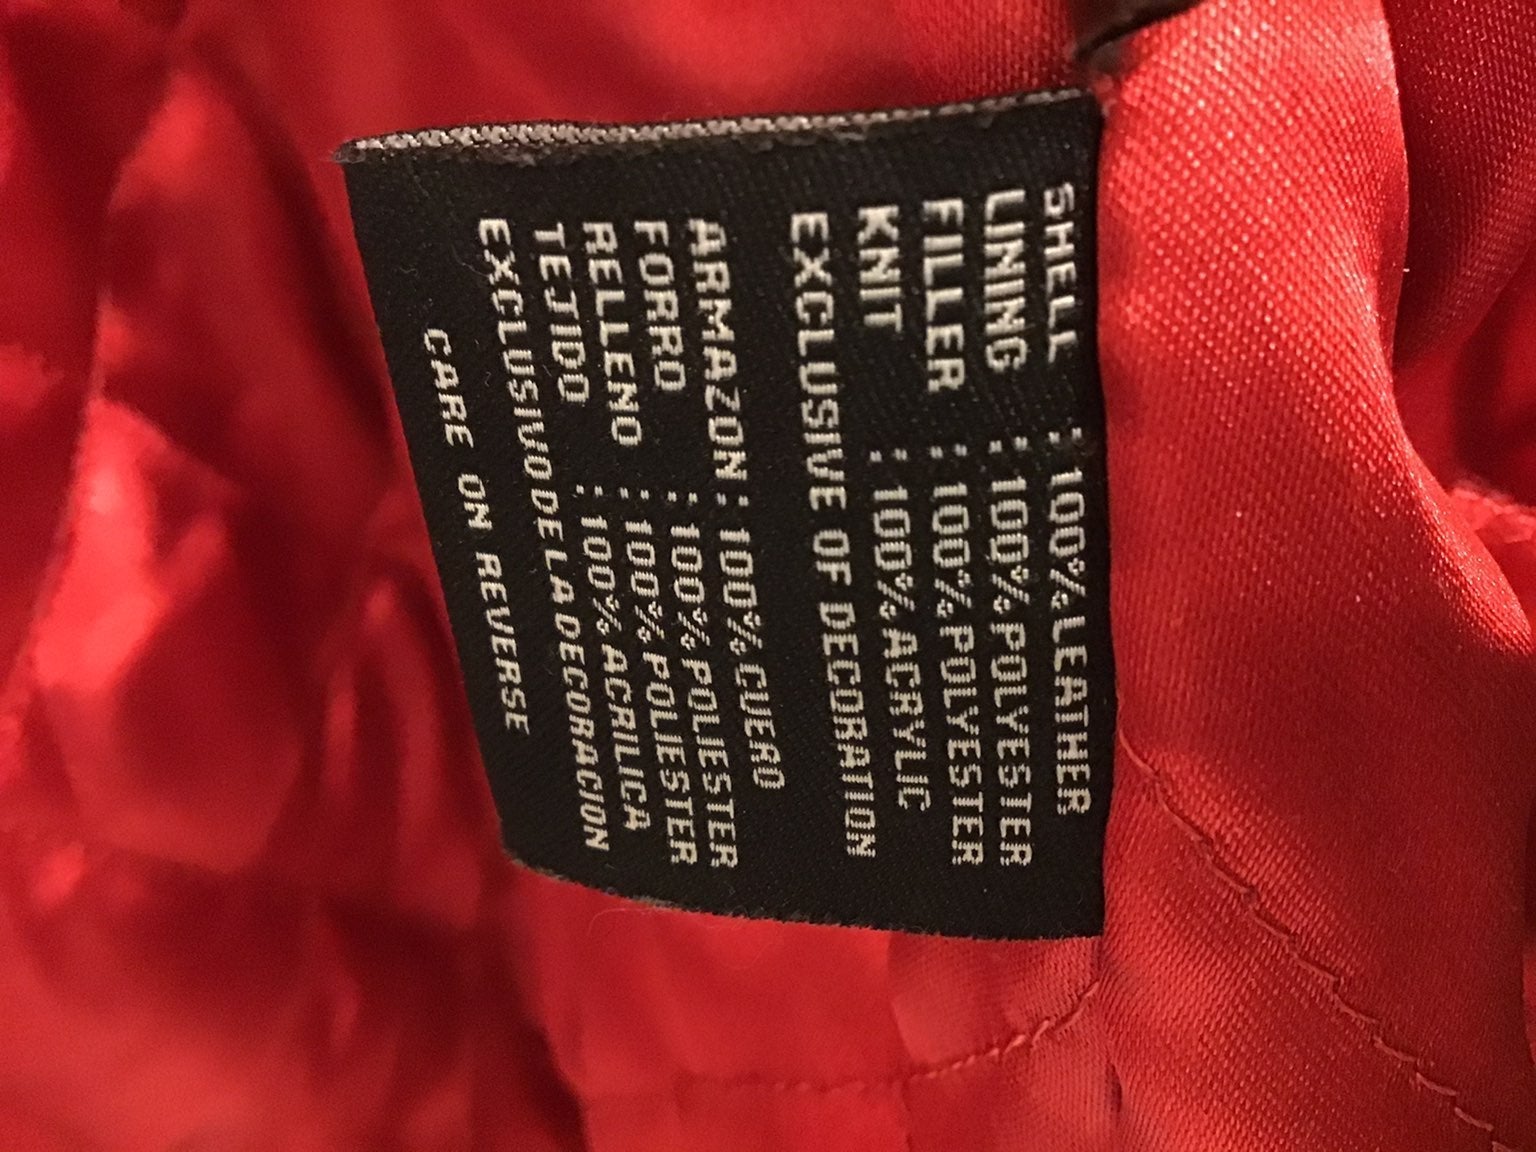 SHELL : 100% LEATHER
LINING : 100% POLYESTER
FILLER : 100% POLYESTER
KNIT : 100% ACRYLIC
EXCLUSIVE OF DECORATION
ARMAZON : 100% CUERO
FORRO : 100% POLIESTER
RELLENO : 100% POLIESTER
TEJIDO : 100% ACRILICA
EXCLUSIVO DE LA DECORACION
CARE ON REVERSE